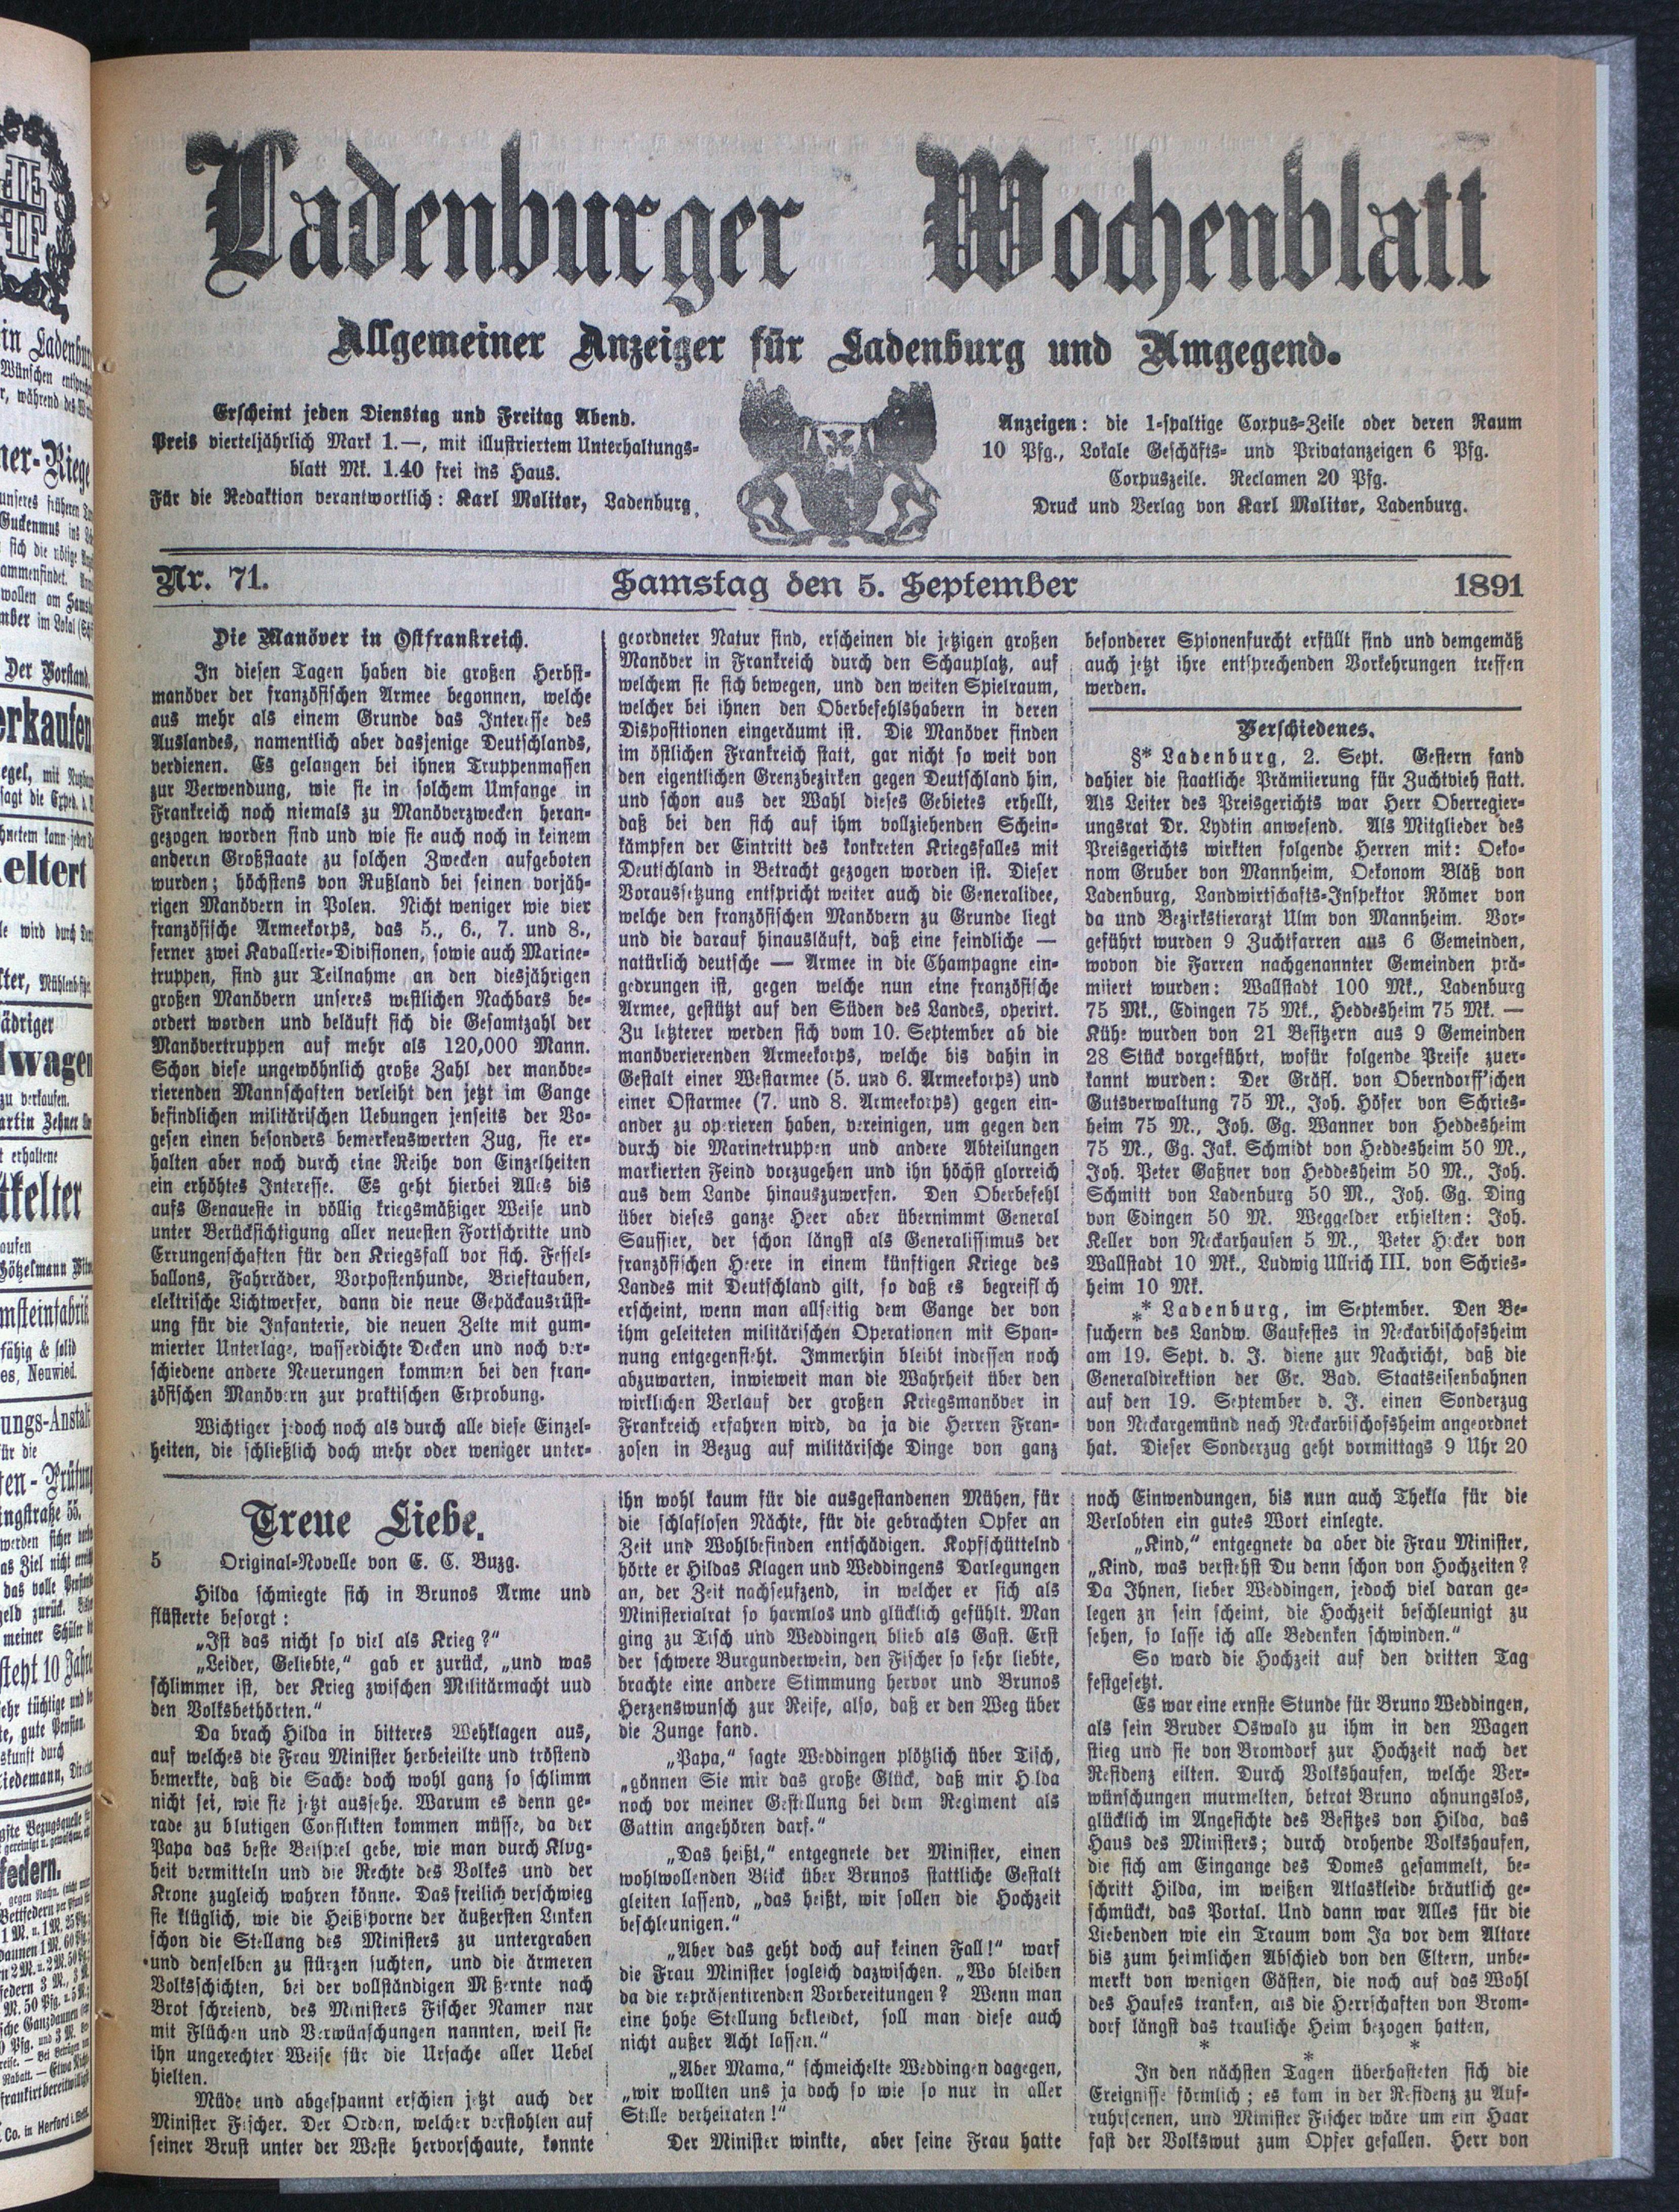 Ladenburger Wochenblatt
Allgemeiner Anzeiger für Ladenburg und Umgegend.
Erscheint jeden Dienstag und Freitag Abend.
Preis vierteljährlich Mark 1.—, mit illustriertem Unterhaltungs-
blatt Mk. 1.40 frei ins Haus.
Für die Redaktion verantwortlich: Karl Molitor, Ladenburg.
Anzeigen: die 1-spaltige Corpus-Zeile oder deren Raum
10 Pfg., Lokale Geschäfts- und Privatanzeigen 6 Pfg.
Corpuszeile. Reclamen 20 Pfg.
Druck und Verlag von Karl Molitor, Ladenburg.
Nr. 71. Samstag den 5. September 1891
Die Manöver in Ostfrankreich.
In diesen Tagen haben die großen Herbst-
manöver der französischen Armee begonnen, welche
aus mehr als einem Grunde das Interesse des
Auslandes, namentlich aber dasjenige Deutschlands,
verdienen. Es gelangen bei ihnen Truppenmassen
zur Verwendung, wie sie in solchem Umfange in
Frankreich noch niemals zu Manöverzwecken heran-
gezogen worden sind und wie sie auch noch in keinem
anderen Großstaate zu solchen Zwecken aufgeboten
wurden; höchstens von Rußland bei seinen vorjäh-
rigen Manövern in Polen. Nicht weniger wie vier
französische Armeekorps, das 5., 6., 7. und 8.,
ferner zwei Kavallerie-Divisionen, sowie auch Marine-
truppen, sind zur Teilnahme an den diesjährigen
großen Manövern unseres westlichen Nachbars be-
ordert worden und beläuft sich die Gesamtzahl der
Manövertruppen auf mehr als 120,000 Mann.
Schon diese ungewöhnlich große Zahl der manöve-
rierenden Mannschaften verleiht den jetzt im Gange
befindlichen militärischen Uebungen jenseits der Vo-
gesen einen besonders bemerkenswerten Zug, sie er-
halten aber noch durch eine Reihe von Einzelheiten
ein erhöhtes Interesse. Es geht hierbei Alles bis
aufs Genaueste in völlig kriegsmäßiger Weise und
unter Berücksichtigung aller neuesten Fortschritte und
Errungenschaften für den Kriegsfall vor sich. Fessel-
ballons, Fahrräder, Vorpostenhunde, Brieftauben,
elektrische Lichtwerfer, dann die neue Gepäckausrüst-
ung für die Infanterie, die neuen Zelte mit gum-
mierter Unterlage, wasserdichte Decken und noch ver-
schiedene andere Neuerungen kommen bei den fran-
zösischen Manövern zur praktischen Erprobung.
Wichtiger jedoch noch als durch alle diese Einzel-
heiten, die schließlich doch mehr oder weniger unter-
geordneter Natur sind, erscheinen die jetzigen großen
Manöver in Frankreich durch den Schauplatz, auf
welchem sie sich bewegen, und den weiten Spielraum,
welcher bei ihnen den Oberbefehlshabern in deren
Dispositionen eingeräumt ist. Die Manöver finden
im östlichen Frankreich statt, gar nicht so weit von
den eigentlichen Grenzbezirken gegen Deutschland hin,
und schon aus der Wahl dieses Gebietes erhellt,
daß bei den sich auf ihm vollziehenden Schein-
kämpfen der Eintritt des konkreten Kriegsfalles mit
Deutschland in Betracht gezogen worden ist. Dieser
Voraussetzung entspricht weiter auch die Generalidee,
welche den französischen Manövern zu Grunde liegt
und die darauf hinausläuft, daß eine feindliche —
natürlich deutsche — Armee in die Champagne ein-
gedrungen ist, gegen welche nun eine französische
Armee, gestützt auf den Süden des Landes, operirt.
Zu letzterer werden sich vom 10. September ab die
manöverierenden Armeekorps, welche bis dahin in
Gestalt einer Westarmee (5. und 6. Armeekorps) und
einer Ostarmee (7. und 8. Armeekorps) gegen ein-
ander zu operieren haben, vereinigen, um gegen den
durch die Marinetruppen und andere Abteilungen
markierten Feind vorzugehen und ihn höchst glorreich
aus dem Lande hinauszuwerfen. Den Oberbefehl
über dieses ganze Heer aber übernimmt General
Saussier, der schon längst als Generalissimus der
französischen Heere in einem künftigen Kriege des
Landes mit Deutschland gilt, so daß es begreiflich
erscheint, wenn man allseitig dem Gange der von
ihm geleiteten militärischen Operationen mit Span-
nung entgegensieht. Immerhin bleibt indessen noch
abzuwarten, inwieweit man die Wahrheit über den
wirklichen Verlauf der großen Kriegsmanöver in
Frankreich erfahren wird, da ja die Herren Fran-
zosen in Bezug auf militärische Dinge von ganz
besonderer Spionenfurcht erfüllt sind und demgemäß
auch jetzt ihre entsprechenden Vorkehrungen treffen
werden.
Verschiedenes.
§* Ladenburg, 2. Sept. Gestern fand
dahier die staatliche Prämiierung für Zuchtvieh statt.
Als Leiter des Preisgerichts war Herr Oberregier-
ungsrat Dr. Lydtin anwesend. Als Mitglieder des
Preisgerichts wirkten folgende Herren mit: Oeko-
nom Gruber von Mannheim, Oekonom Bläß von
Ladenburg, Landwirtschafts-Inspektor Römer von
da und Bezirkstierarzt Ulm von Mannheim. Vor-
geführt wurden 9 Zuchtfarren aus 6 Gemeinden,
wovon die Farren nachgenannter Gemeinden prä-
miiert wurden: Wallstadt 100 Mk., Ladenburg
75 Mk., Edingen 75 Mk., Heddesheim 75 Mk. —
Kühe wurden von 21 Besitzern aus 9 Gemeinden
28 Stück vorgeführt, wofür folgende Preise zuer-
kannt wurden: Der Gräfl. von Oberndorff'schen
Gutsverwaltung 75 M., Joh. Höfer von Schries-
heim 75 M., Joh. Gg. Wanner von Heddesheim
75 M., Gg. Jak. Schmidt von Heddesheim 50 M.,
Joh. Peter Gaßner von Heddesheim 50 M., Joh.
Schmitt von Ladenburg 50 M., Joh. Gg. Ding
von Edingen 50 M. Weggelder erhielten: Joh.
Keller von Neckarhausen 5 M., Peter Hecker von
Wallstadt 10 Mk., Ludwig Ullrich III. von Schries-
heim 10 Mk.
*** Ladenburg, im September. Den Be-
suchern des Landw. Gaufestes in Neckarbischofsheim
am 19. Sept. d. J. diene zur Nachricht, daß die
Generaldirektion der Gr. Bad. Staatseisenbahnen
auf den 19. September d. J. einen Sonderzug
von Neckargemünd nach Neckarbischofsheim angeordnet
hat. Dieser Sonderzug geht vormittags 9 Uhr 20
Treue Liebe.
5 Original-Novelle von E. C. Buzg.
Hilda schmiegte sich in Brunos Arme und
flüsterte besorgt:
„Ist das nicht so viel als Krieg?"
„Leider, Geliebte," gab er zurück, „und was
schlimmer ist, der Krieg zwischen Militärmacht und
den Volksbethörten."
Da brach Hilda in bitteres Wehklagen aus,
auf welches die Frau Minister herbeieilte und tröstend
bemerkte, daß die Sache doch wohl ganz so schlimm
nicht sei, wie sie jetzt aussehe. Warum es denn ge-
rade zu blutigen Conflikten kommen müsse, da der
Papa das beste Beispiel gebe, wie man durch Klug-
heit vermitteln und die Rechte des Volkes und der
Krone zugleich wahren könne. Das freilich verschwieg
sie klüglich, wie die Heißsporne der äußersten Linken
schon die Stellung des Ministers zu untergraben
und denselben zu stürzen suchten, und die ärmeren
Volksschichten, bei der vollständigen Mißernte nach
Brot schreiend, des Ministers Fischer Namen nur
mit Flüchen und Verwünschungen nannten, weil sie
ihn ungerechter Weise für die Ursache aller Uebel
hielten.
Müde und abgespannt erschien jetzt auch der
Minister Fischer. Der Orden, welcher verstohlen auf
seiner Brust unter der Weste hervorschaute, konnte
ihn wohl kaum für die ausgestandenen Mühen, für
die schlaflosen Nächte, für die gebrachten Opfer an
Zeit und Wohlbefinden entschädigen. Kopfschüttelnd
hörte er Hildas Klagen und Weddingens Darlegungen
an, der Zeit nachseufzend, in welcher er sich als
Ministerialrat so harmlos und glücklich gefühlt. Man
ging zu Tisch und Weddingen blieb als Gast. Erst
der schwere Burgunderwein, den Fischer so sehr liebte,
brachte eine andere Stimmung hervor und Brunos
Herzenswunsch zur Reife, also, daß er den Weg über
die Zunge fand.
„Papa," sagte Weddingen plötzlich über Tisch,
„gönnen Sie mir das große Glück, daß mir Hilda
noch vor meiner Gestellung bei dem Regiment als
Gattin angehören darf."
„Das heißt," entgegnete der Minister, einen
wohlwollenden Blick über Brunos stattliche Gestalt
gleiten lassend, „das heißt, wir sollen die Hochzeit
beschleunigen."
„Aber das geht doch auf keinen Fall!" warf
die Frau Minister sogleich dazwischen. „Wo bleiben
da die repräsentirenden Vorbereitungen? Wenn man
eine hohe Stellung bekleidet, soll man diese auch
nicht außer Acht lassen."
„Aber Mama," schmeichelte Weddingen dagegen,
„wir wollten uns ja doch so wie so nur in aller
Stille verheiraten!"
Der Minister winkte, aber seine Frau hatte
noch Einwendungen, bis nun auch Thekla für die
Verlobten ein gutes Wort einlegte.
„Kind," entgegnete da aber die Frau Minister,
„Kind, was verstehst Du denn schon von Hochzeiten?
Da Ihnen, lieber Weddingen, jedoch viel daran ge-
legen zu sein scheint, die Hochzeit beschleunigt zu
sehen, so lasse ich alle Bedenken schwinden."
So ward die Hochzeit auf den dritten Tag
festgesetzt.
Es war eine ernste Stunde für Bruno Weddingen,
als sein Bruder Oswald zu ihm in den Wagen
stieg und sie von Bromdorf zur Hochzeit nach der
Residenz eilten. Durch Volkshaufen, welche Ver-
wünschungen murmelten, betrat Bruno ahnungslos,
glücklich im Angesichte des Besitzes von Hilda, das
Haus des Ministers; durch drohende Volkshaufen,
die sich am Eingange des Domes gesammelt, be-
schritt Hilda, im weißen Atlaskleide bräutlich ge-
schmückt, das Portal. Und dann war Alles für die
Liebenden wie ein Traum vom Ja vor dem Altare
bis zum heimlichen Abschied von den Eltern, unbe-
merkt von wenigen Gästen, die noch auf das Wohl
des Hauses tranken, als die Herrschaften von Brom-
dorf längst das trauliche Heim bezogen hatten,
* * *
In den nächsten Tagen überhasteten sich die
Ereignisse förmlich; es kam in der Residenz zu Auf-
ruhrscenen, und Minister Fischer wäre um ein Haar
fast der Volkswut zum Opfer gefallen. Herr von